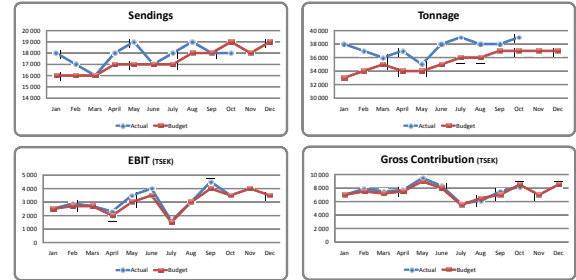 Sendings
20 000
19 000
18 000
17 000
16 000
15 000
14 000
Jan Feb Mars April May June July Aug Sep Oct Nov Dec
Actual Budget
Tonnage
40 000
38 000
36 000
34 000
32 000
30 000
Jan Feb Mars April May June July Aug Sep Oct Nov Dec
Actual Budget
EBIT (TSEK)
5 000
4 000
3 000
2 000
1 000
0
Jan Feb Mars April May June July Aug Sep Oct Nov Dec
Actual Budget
Gross Contribution (TSEK)
10 000
8 000
6 000
4 000
2 000
0
Jan Feb Mars April May June July Aug Sep Oct Nov Dec
Actual Budget